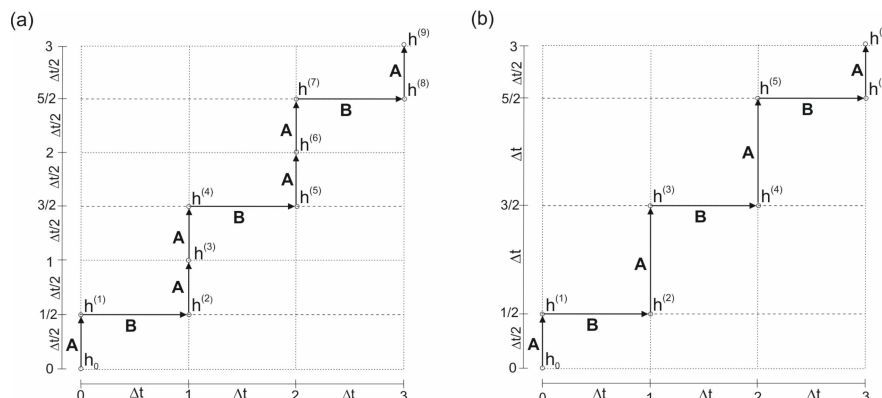 (a)
3
Δt/2
5/2
Δt/2
2
Δt/2
3/2
Δt/2
1
Δt/2
1/2
Δt/2
0
h(9)
A
h(8)
h(7)
B
A
h(6)
A
h(5)
h(4)
B
A
h(3)
A
h(2)
h(1)
B
A
h0
0 Δt 1 Δt 2 Δt 3
(b)
3
Δt/2
5/2
Δt
3/2
Δt
1/2
Δt/2
0
A
h(5)
B
A
h(4)
h(3)
B
A
h(2)
h(1)
B
A
h0
0 Δt 1 Δt 2 Δt 3